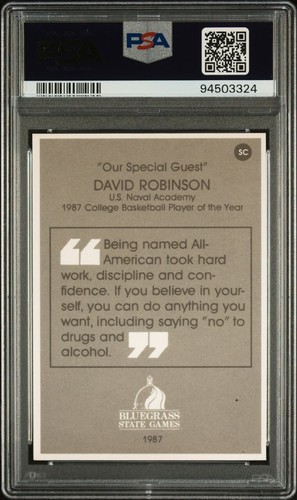 PSA
94503324
SC
"Our Special Guest"
DAVID ROBINSON
U.S. Naval Academy
1987 College Basketball Player of the Year
“Being named All-
American took hard
work, discipline and con-
fidence. If you believe in your-
self, you can do anything you
want, including saying "no" to
drugs and
alcohol.”
BLUEGRASS
STATE GAMES
1987